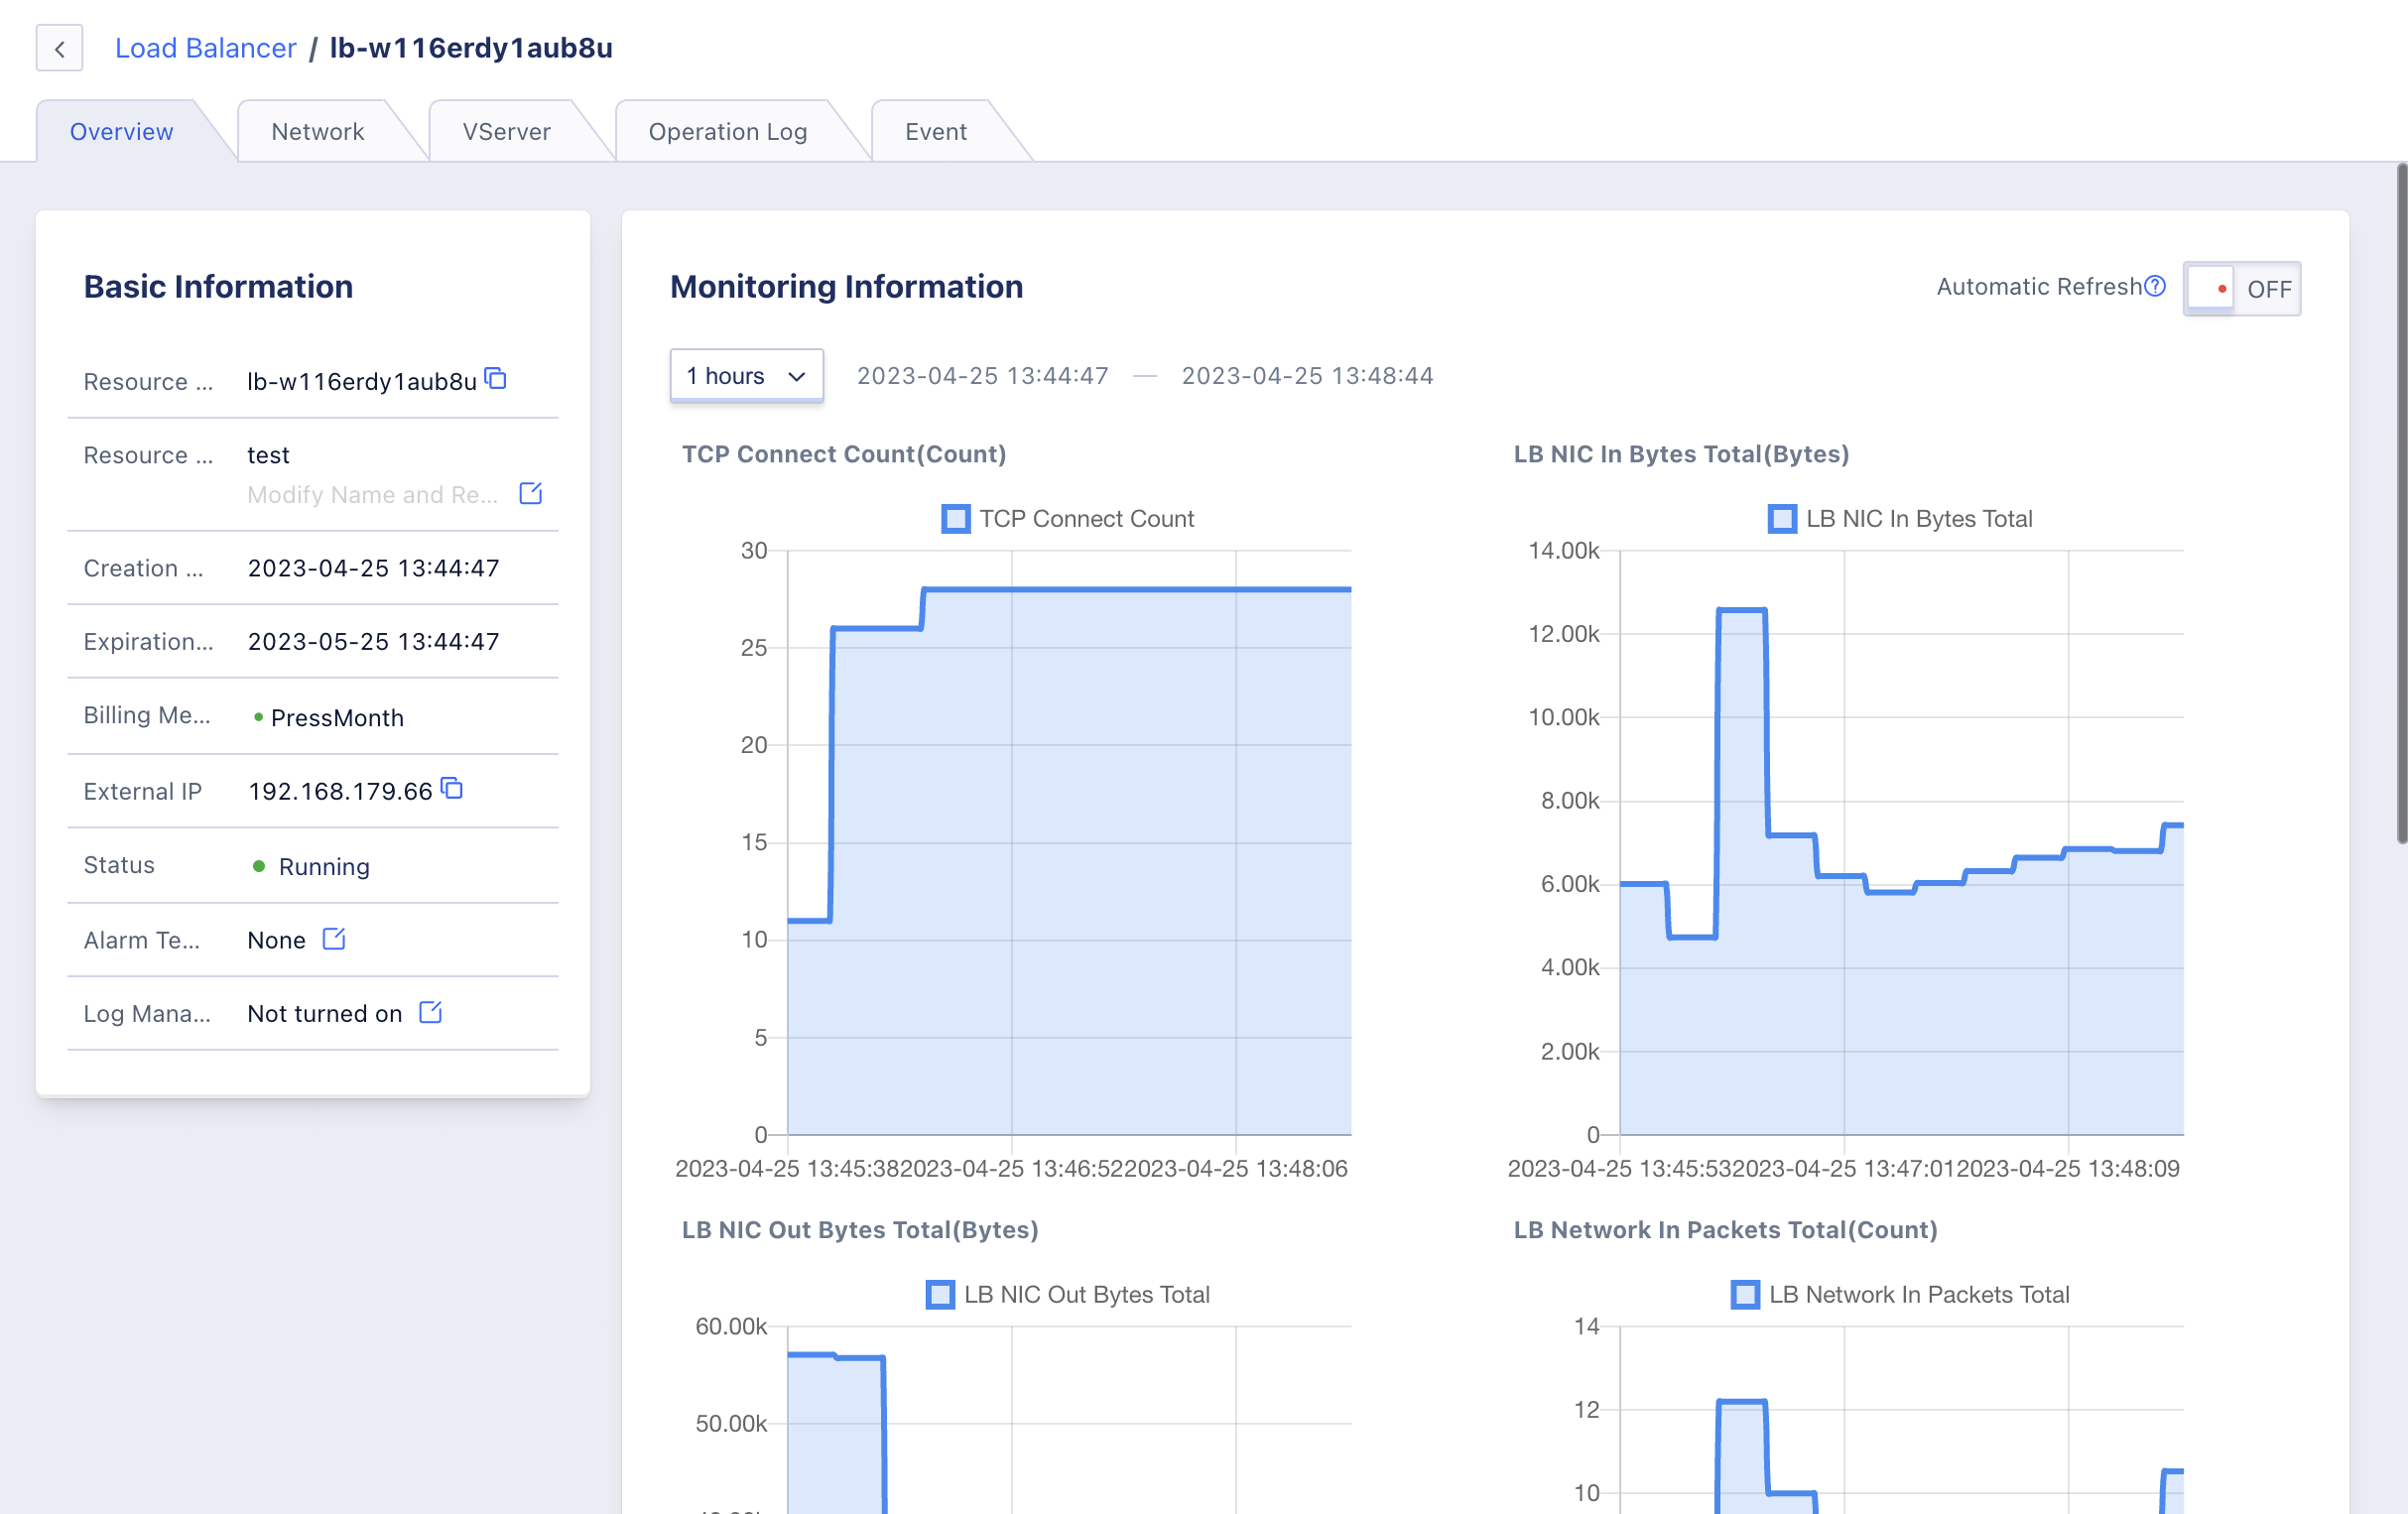 Load Balancer / lb-w116erdy1aub8u
Overview
Network
VServer
Operation Log
Event
Basic Information
Resource ... lb-w116erdy1aub8u
Resource ... test
Modify Name and Re...
Creation ... 2023-04-25 13:44:47
Expiration... 2023-05-25 13:44:47
Billing Me... PressMonth
External IP 192.168.179.66
Status Running
Alarm Te... None
Log Mana... Not turned on
Monitoring Information
Automatic Refresh ? OFF
1 hours 2023-04-25 13:44:47 — 2023-04-25 13:48:44
TCP Connect Count(Count)
TCP Connect Count
30
25
20
15
10
5
0
2023-04-25 13:45:38 2023-04-25 13:46:52 2023-04-25 13:48:06
LB NIC In Bytes Total(Bytes)
LB NIC In Bytes Total
14.00k
12.00k
10.00k
8.00k
6.00k
4.00k
2.00k
0
2023-04-25 13:45:53 2023-04-25 13:47:01 2023-04-25 13:48:09
LB NIC Out Bytes Total(Bytes)
LB NIC Out Bytes Total
60.00k
50.00k
LB Network In Packets Total(Count)
LB Network In Packets Total
14
12
10